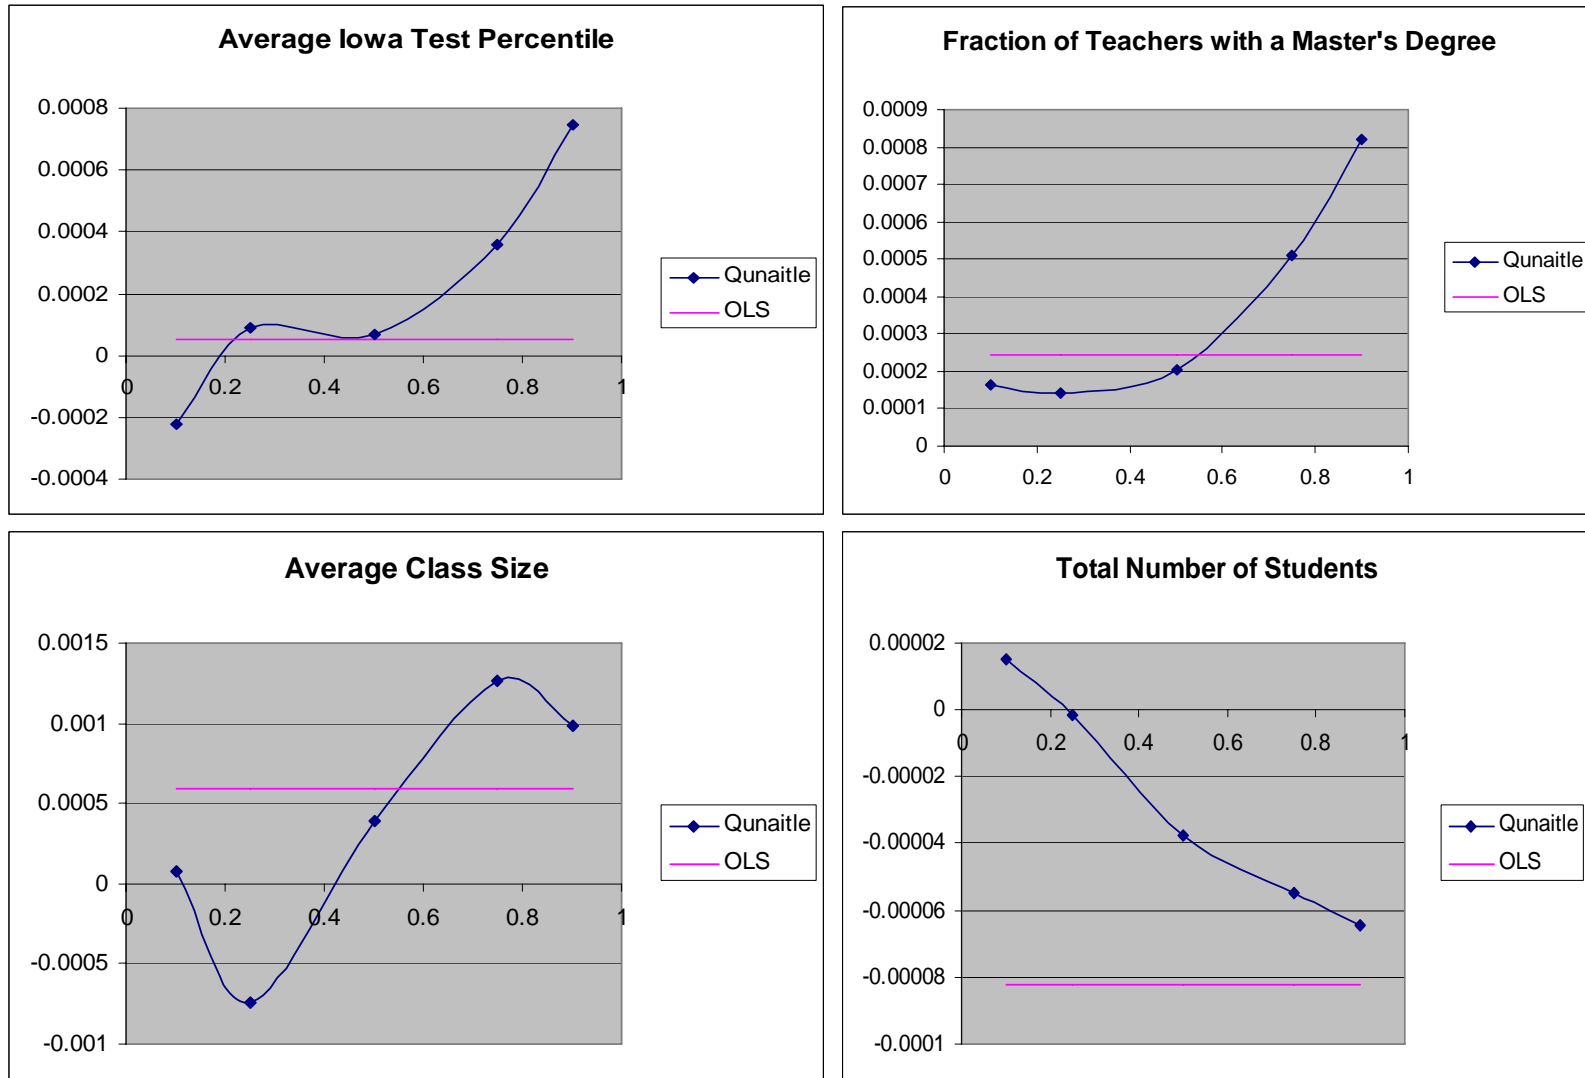 Average Iowa Test Percentile
0.0008
0.0006
0.0004
0.0002
0
-0.0002
-0.0004
0 0.2 0.4 0.6 0.8 1
Qunaitle
OLS
Fraction of Teachers with a Master's Degree
0.0009
0.0008
0.0007
0.0006
0.0005
0.0004
0.0003
0.0002
0.0001
0
0 0.2 0.4 0.6 0.8 1
Qunaitle
OLS
Average Class Size
0.0015
0.001
0.0005
0
-0.0005
-0.001
0 0.2 0.4 0.6 0.8 1
Qunaitle
OLS
Total Number of Students
0.00002
0
-0.00002
-0.00004
-0.00006
-0.00008
-0.0001
0 0.2 0.4 0.6 0.8 1
Qunaitle
OLS